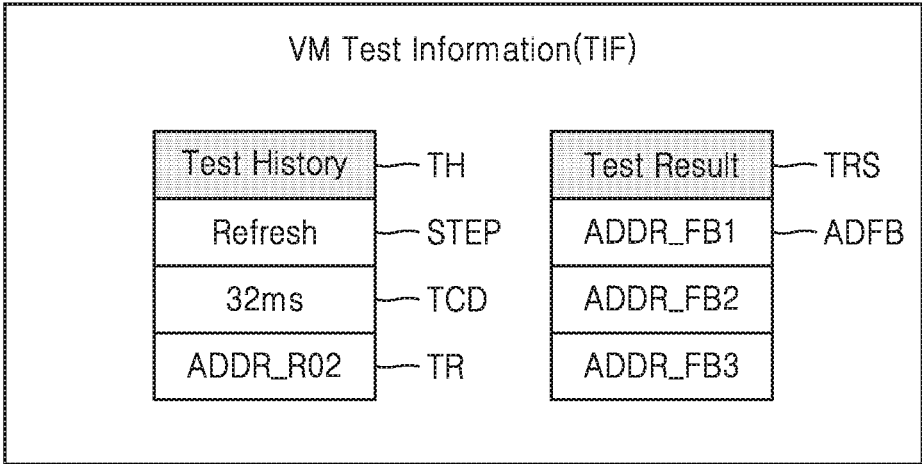 VM Test Information(TIF)
Test History TH Test Result TRS
Refresh STEP ADDR_FB1 ADFB
32ms TCD ADDR_FB2
ADDR_R02 TR ADDR_FB3